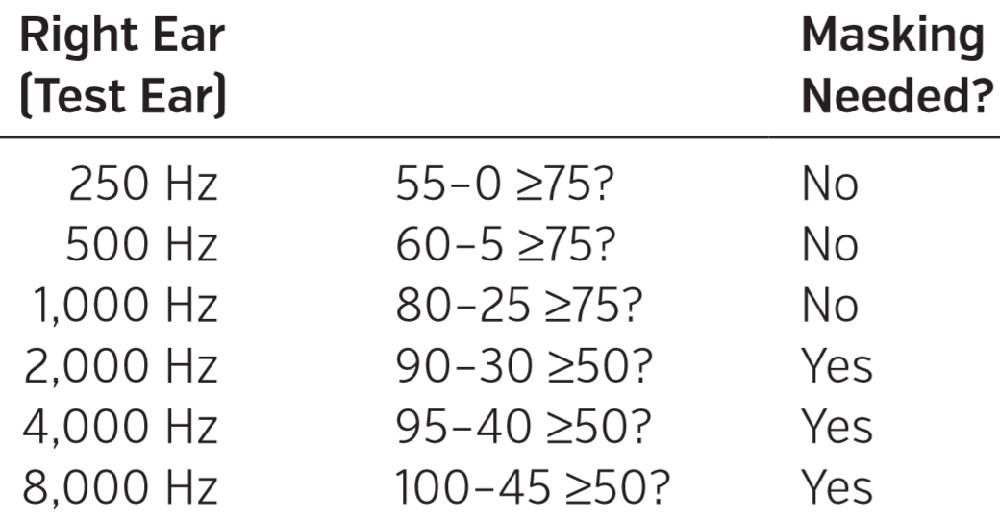 Right Ear Masking
(Test Ear) Needed?
250 Hz 55–0 ≥75? No
500 Hz 60–5 ≥75? No
1,000 Hz 80–25 ≥75? No
2,000 Hz 90–30 ≥50? Yes
4,000 Hz 95–40 ≥50? Yes
8,000 Hz 100–45 ≥50? Yes